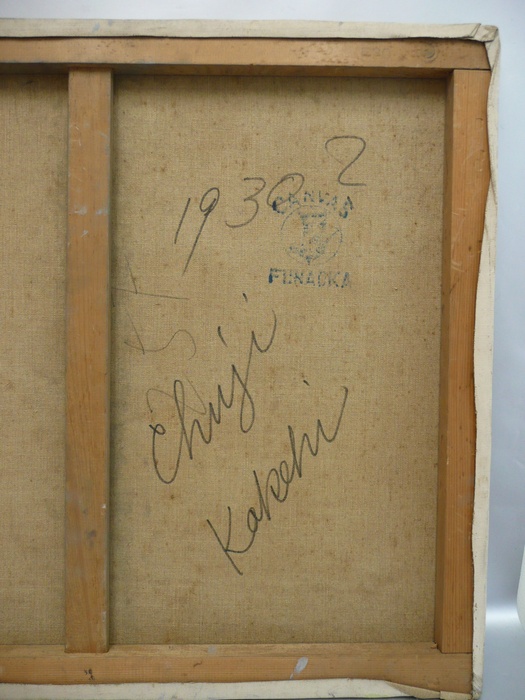 1930 2
CANVAS
FUNAOKA
Chuji
Kakehi